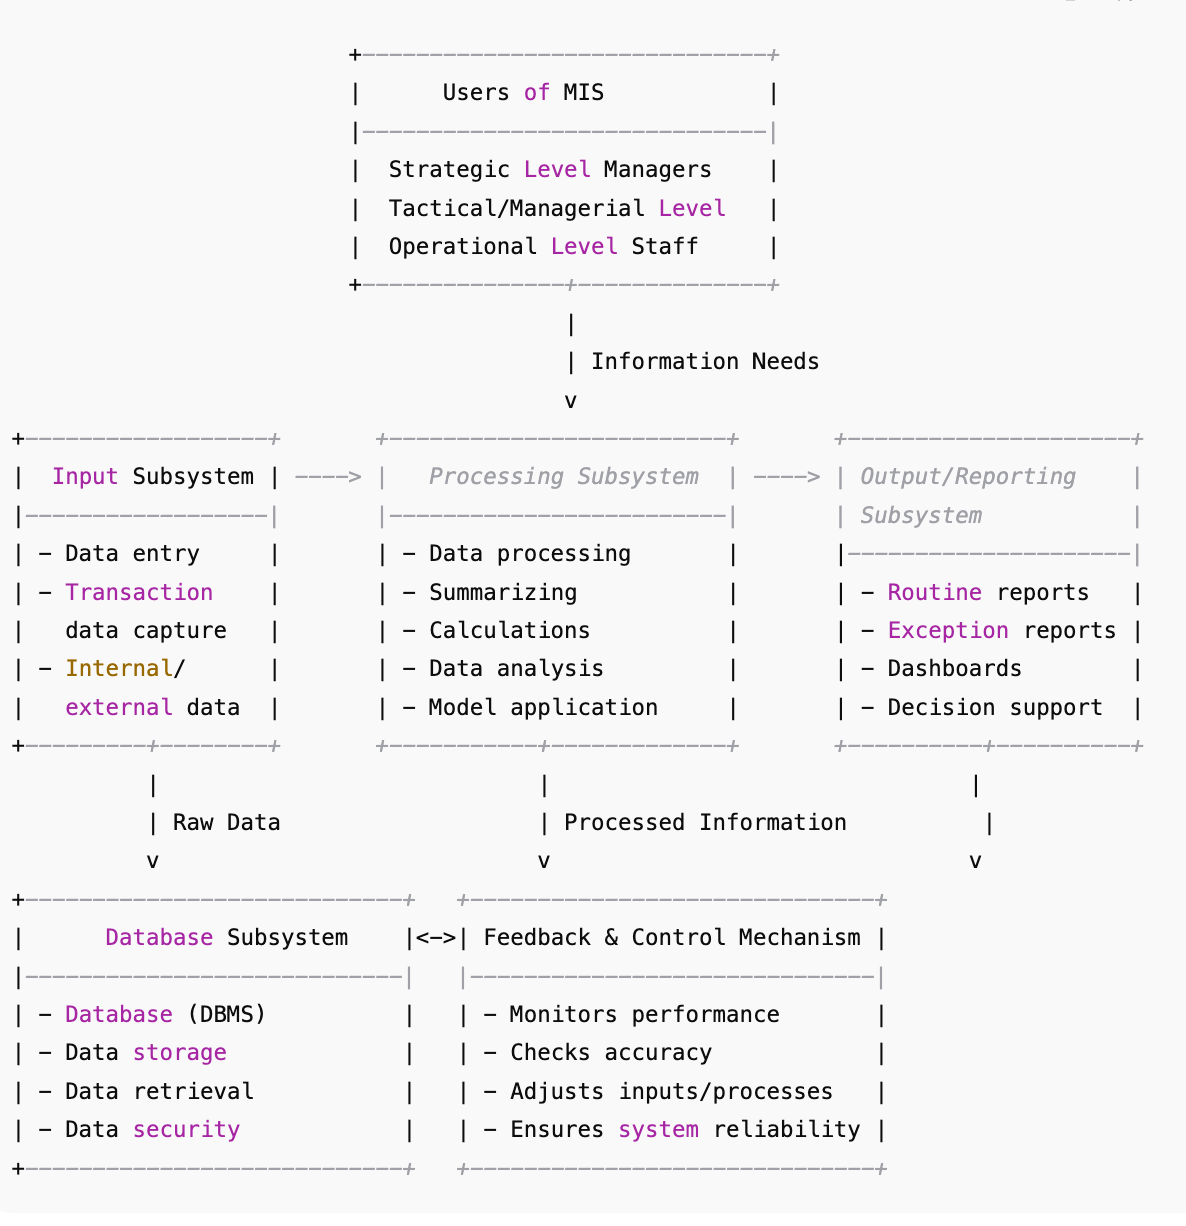 Users of MIS
Strategic Level Managers
Tactical/Managerial Level
Operational Level Staff
Information Needs
v
Input Subsystem
- Data entry
- Transaction
data capture
- Internal/
external data
Processing Subsystem
- Data processing
- Summarizing
- Calculations
- Data analysis
- Model application
Output/Reporting
Subsystem
- Routine reports
- Exception reports
- Dashboards
- Decision support
Raw Data
v
Processed Information
v
v
Database Subsystem
- Database (DBMS)
- Data storage
- Data retrieval
- Data security
Feedback & Control Mechanism
- Monitors performance
- Checks accuracy
- Adjusts inputs/processes
- Ensures system reliability